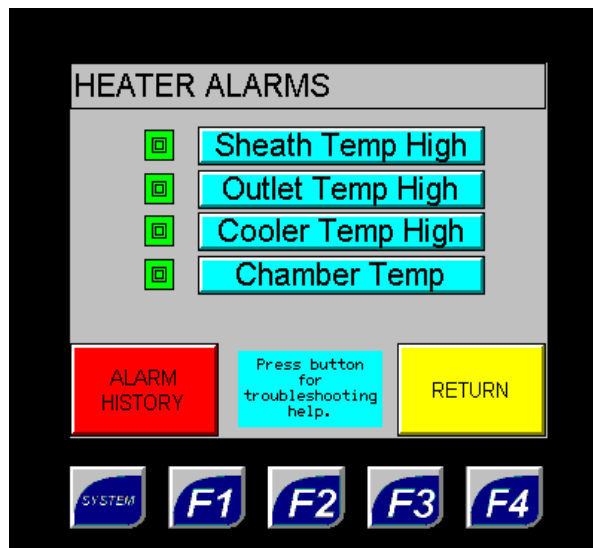 HEATER ALARMS
Sheath Temp High
Outlet Temp High
Cooler Temp High
Chamber Temp
ALARM
HISTORY
Press button
for
troubleshooting
help.
RETURN
SYSTEM
F1
F2
F3
F4